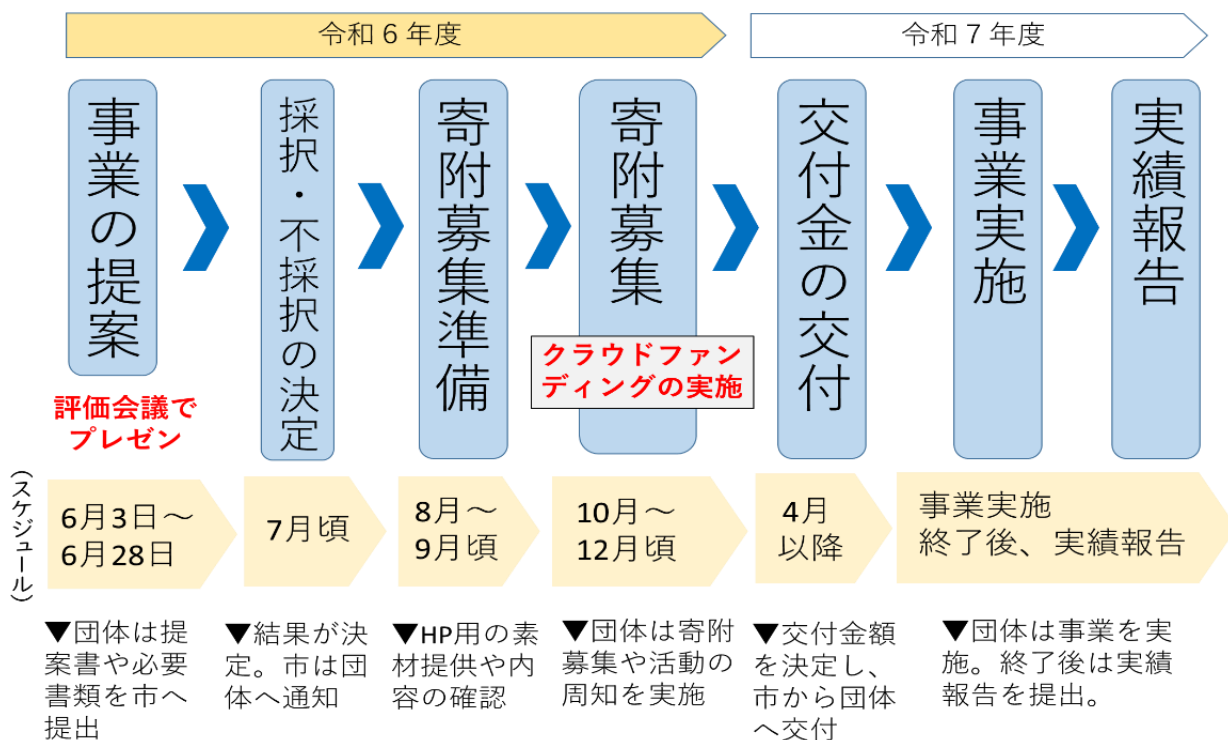 令和６年度
令和７年度
事業の提案
採択・不採択の決定
寄附募集準備
寄附募集
交付金の交付
事業実施
実績報告
評価会議で
プレゼン
クラウドファン
ディングの実施
(スケジュール)
6月3日～
6月28日
7月頃
8月～
9月頃
10月～
12月頃
4月
以降
事業実施
終了後、実績報告
▼団体は提
案書や必要
書類を市へ
提出
▼結果が決
定。市は団
体へ通知
▼HP用の素
材提供や内
容の確認
▼団体は寄附
募集や活動の
周知を実施
▼交付金額
を決定し、
市から団体
へ交付
▼団体は事業を実
施。終了後は実績
報告を提出。